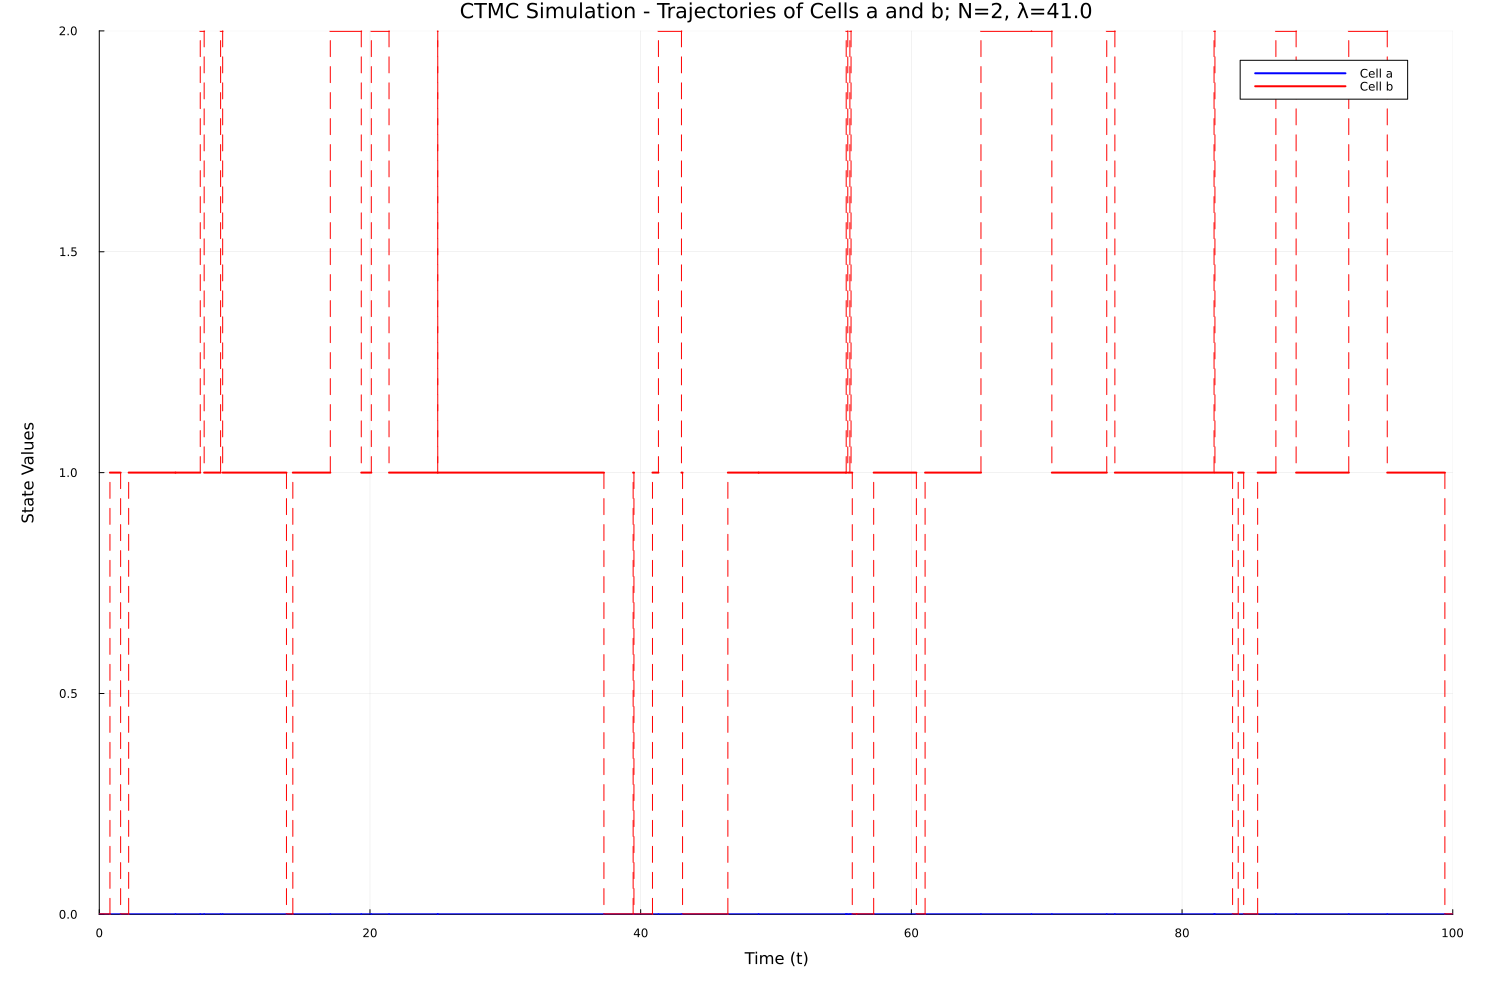 CTMC Simulation - Trajectories of Cells a and b; N=2, λ=41.0
2.0
Cell a
Cell b
1.5
State Values
1.0
0.5
0.0
0 20 40 60 80 100
Time (t)